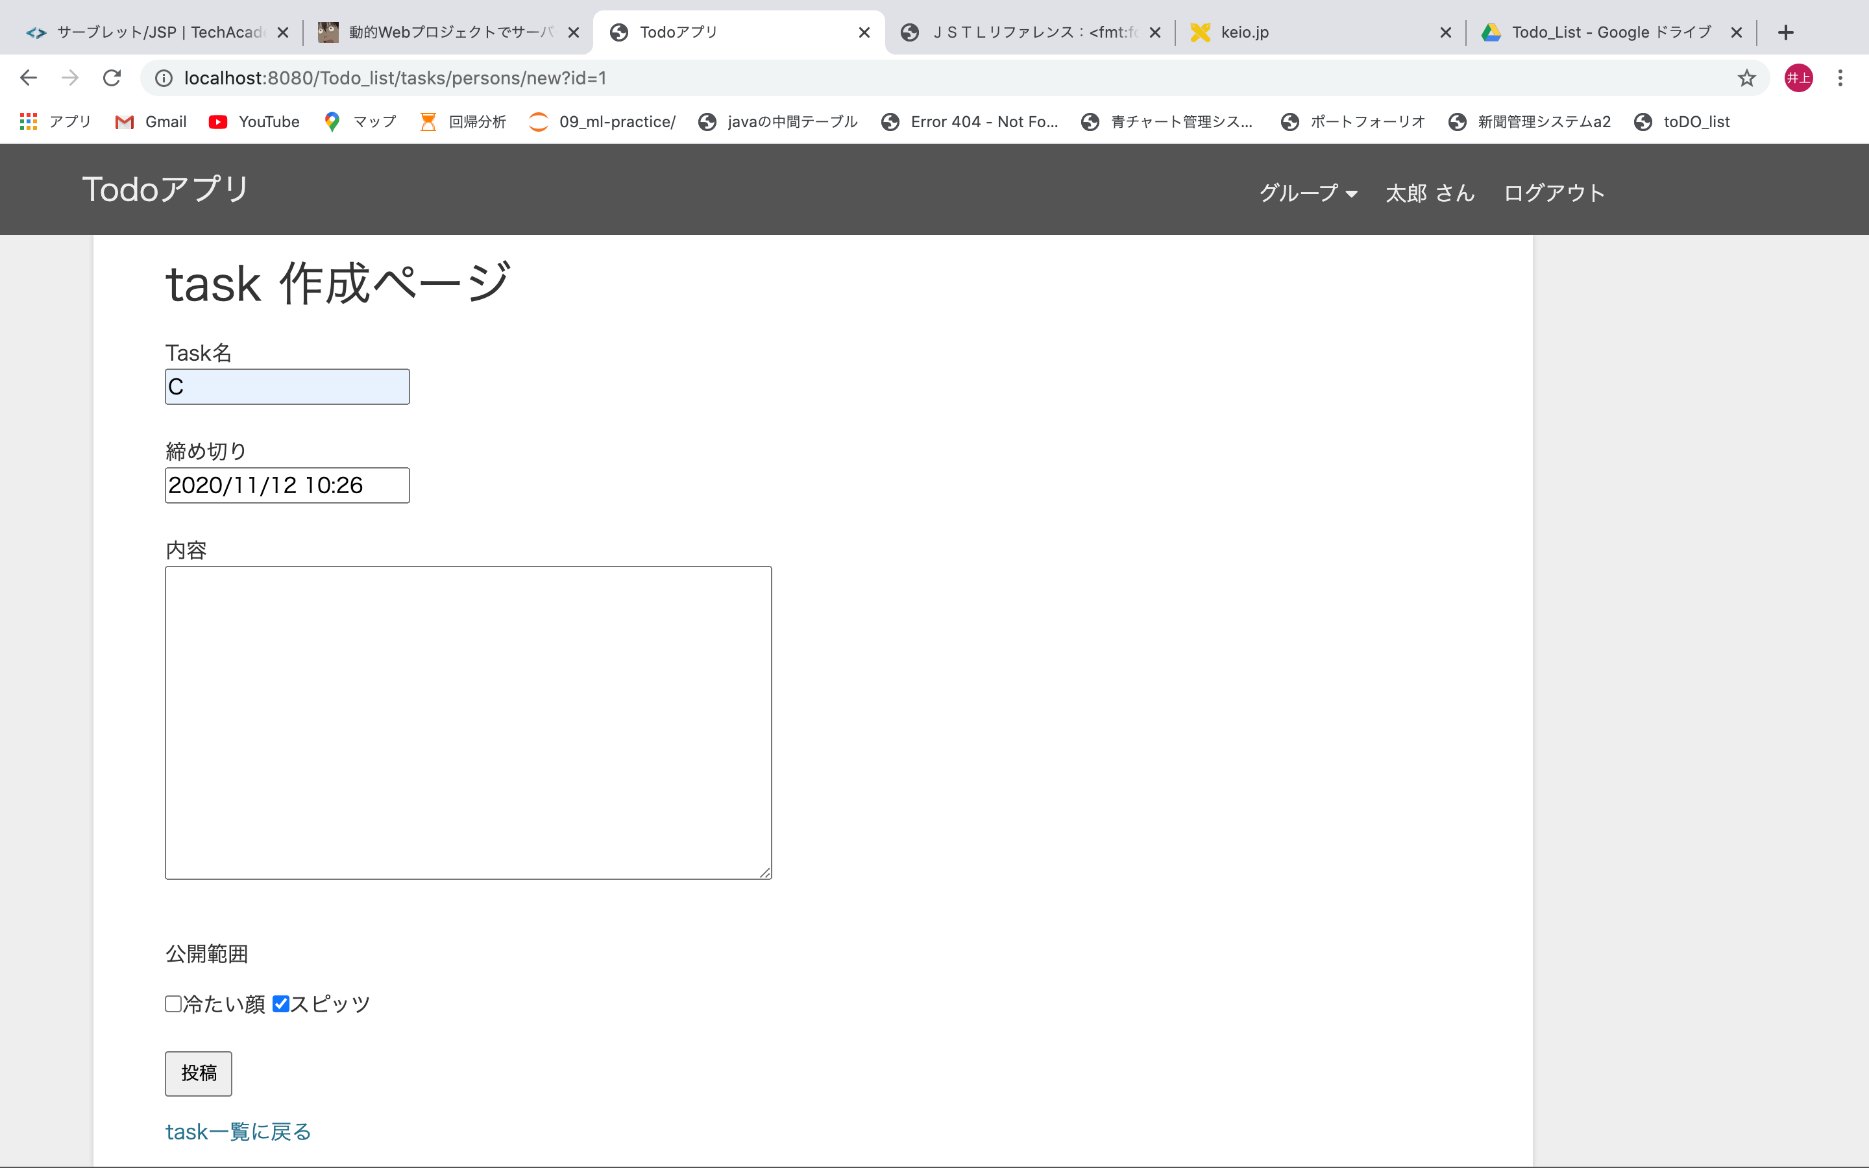 サーブレット/JSP | TechAcad
動的Webプロジェクトでサーバ
Todoアプリ
ＪＳＴＬリファレンス：<fmt:fo
keio.jp
Todo_List - Google ドライブ
localhost:8080/Todo_list/tasks/persons/new?id=1
井上
アプリ
Gmail
YouTube
マップ
回帰分析
09_ml-practice/
javaの中間テーブル
Error 404 - Not Fo...
青チャート管理シス...
ポートフォーリオ
新聞管理システムa2
toDO_list
Todoアプリ
グループ
太郎 さん
ログアウト
task 作成ページ
Task名
C
締め切り
2020/11/12 10:26
内容
公開範囲
冷たい顔 スピッツ
投稿
task一覧に戻る